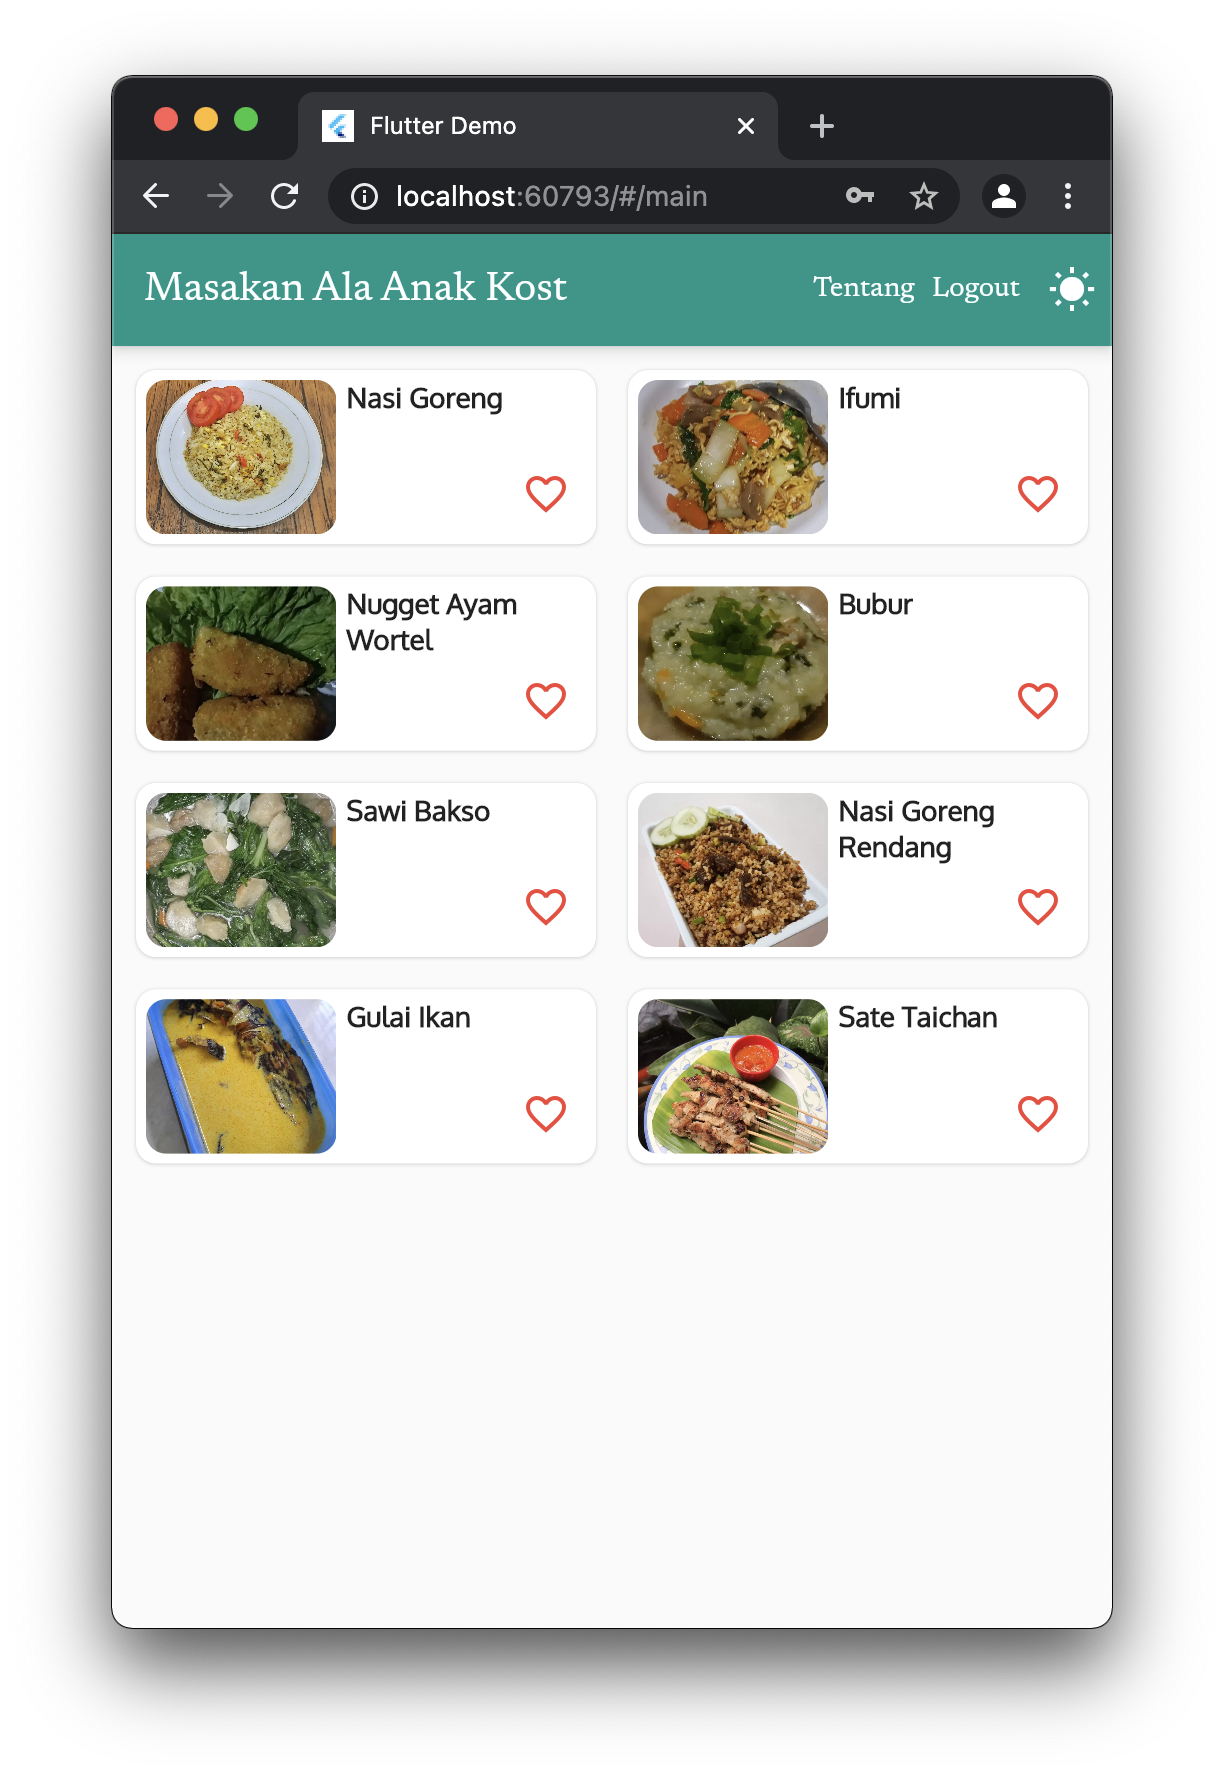 Flutter Demo
localhost:60793/#/main
Masakan Ala Anak Kost
Tentang Logout
Nasi Goreng
Ifumi
Nugget Ayam
Wortel
Bubur
Sawi Bakso
Nasi Goreng
Rendang
Gulai Ikan
Sate Taichan